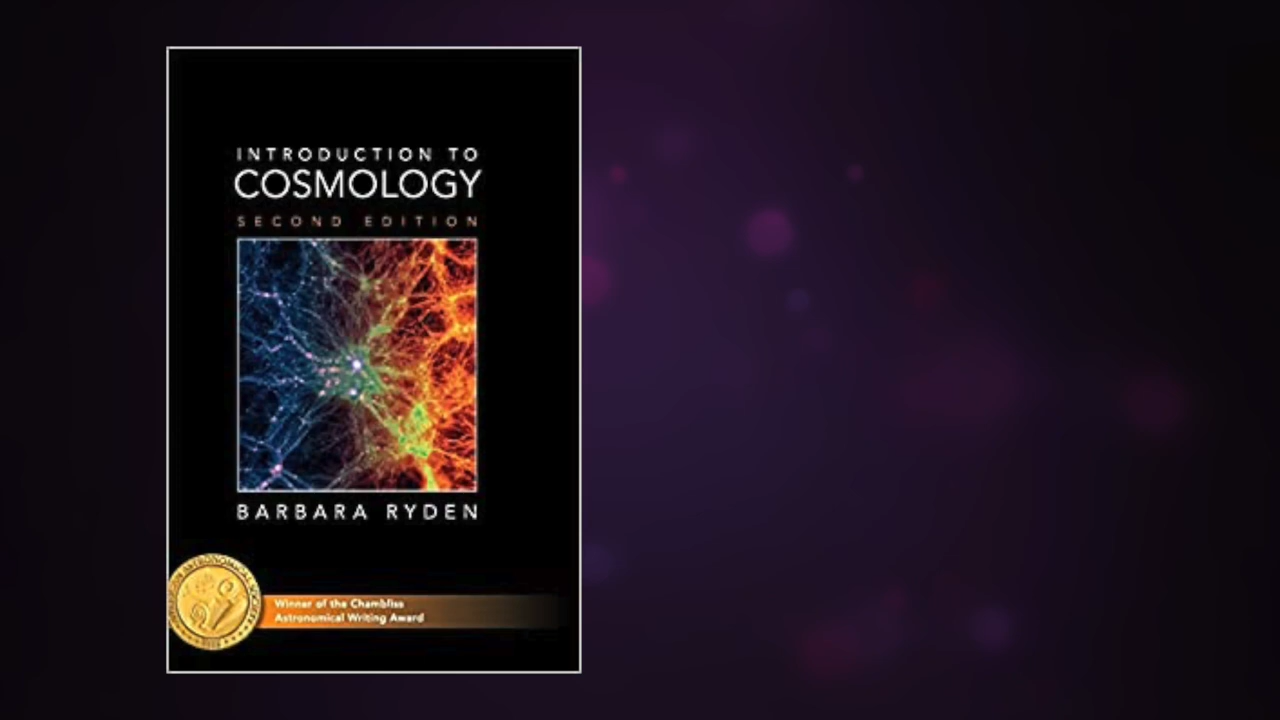 INTRODUCTION TO
COSMOLOGY
SECOND EDITION
BARBARA RYDEN
Winner of the Chambliss
Astronomical Writing Award